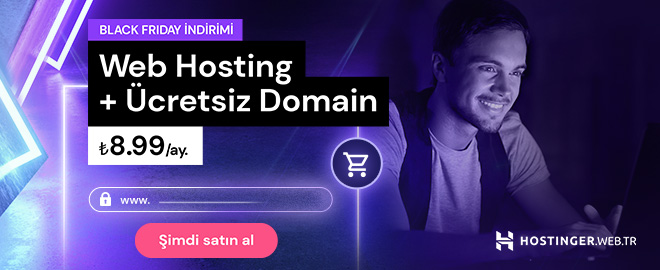 BLACK FRIDAY İNDİRİMİ
Web Hosting
+ Ücretsiz Domain
₺8.99/ay.
www.
Şimdi satın al
HOSTINGER.WEB.TR